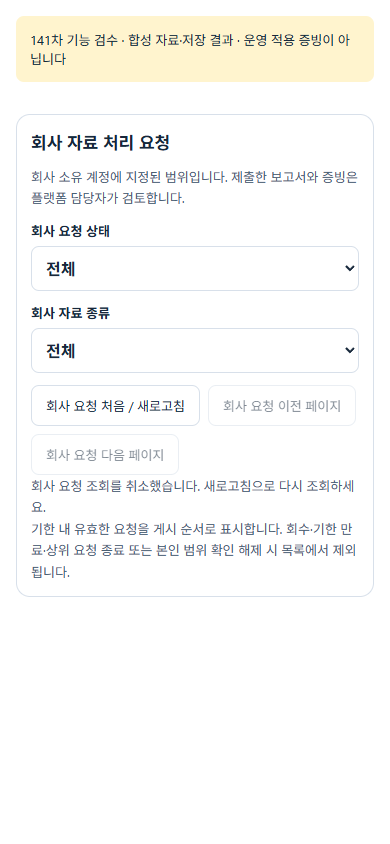 141차 기능 검수 · 합성 자료·저장 결과 · 운영 적용 증빙이 아
닙니다
회사 자료 처리 요청
회사 소유 계정에 지정된 범위입니다. 제출한 보고서와 증빙은
플랫폼 담당자가 검토합니다.
회사 요청 상태
전체
회사 자료 종류
전체
회사 요청 처음 / 새로고침
회사 요청 이전 페이지
회사 요청 다음 페이지
회사 요청 조회를 취소했습니다. 새로고침으로 다시 조회하세
요.
기한 내 유효한 요청을 게시 순서로 표시합니다. 회수·기한 만
료·상위 요청 종료 또는 본인 범위 확인 해제 시 목록에서 제외
됩니다.